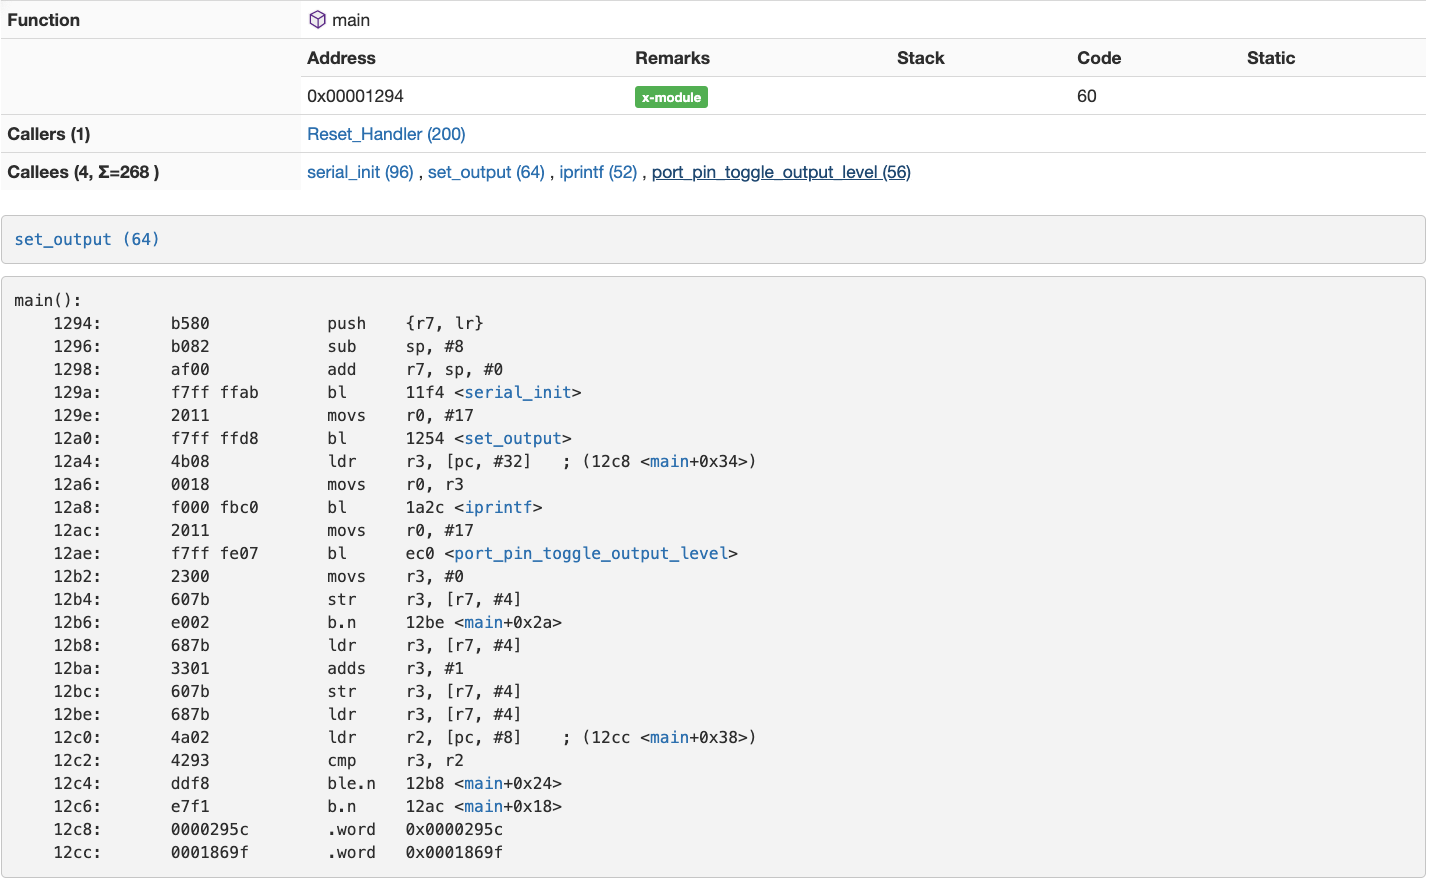 Function main
Address Remarks Stack Code Static
0x00001294 x-module 60
Callers (1) Reset_Handler (200)
Callees (4, Σ=268 ) serial_init (96) , set_output (64) , iprintf (52) , port_pin_toggle_output_level (56)
set_output (64)
main():
1294: b580 push {r7, lr}
1296: b082 sub sp, #8
1298: af00 add r7, sp, #0
129a: f7ff ffab bl 11f4 <serial_init>
129e: 2011 movs r0, #17
12a0: f7ff ffd8 bl 1254 <set_output>
12a4: 4b08 ldr r3, [pc, #32] ; (12c8 <main+0x34>)
12a6: 0018 movs r0, r3
12a8: f000 fbc0 bl 1a2c <iprintf>
12ac: 2011 movs r0, #17
12ae: f7ff fe07 bl ec0 <port_pin_toggle_output_level>
12b2: 2300 movs r3, #0
12b4: 607b str r3, [r7, #4]
12b6: e002 b.n 12be <main+0x2a>
12b8: 687b ldr r3, [r7, #4]
12ba: 3301 adds r3, #1
12bc: 607b str r3, [r7, #4]
12be: 687b ldr r3, [r7, #4]
12c0: 4a02 ldr r2, [pc, #8] ; (12cc <main+0x38>)
12c2: 4293 cmp r3, r2
12c4: ddf8 ble.n 12b8 <main+0x24>
12c6: e7f1 b.n 12ac <main+0x18>
12c8: 0000295c .word 0x0000295c
12cc: 0001869f .word 0x0001869f